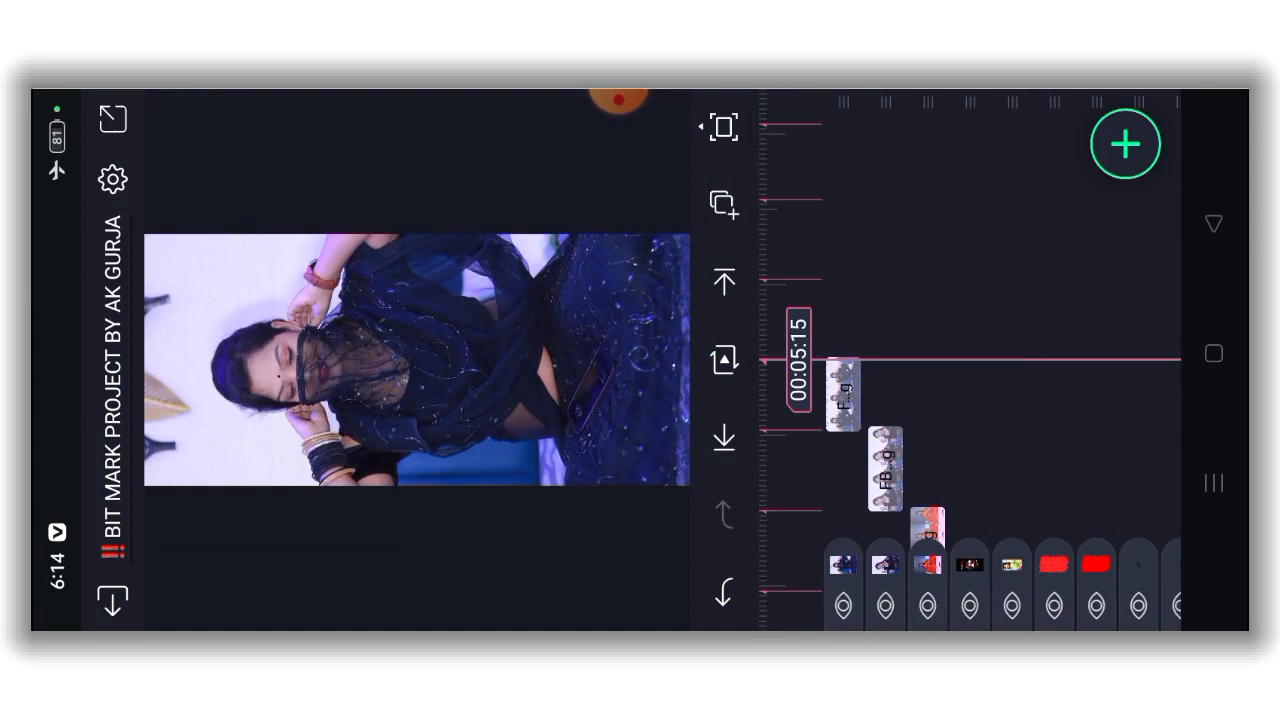 6:14
81
!! BIT MARK PROJECT BY AK GURJA
00:05:15
F...g
FB...g
g